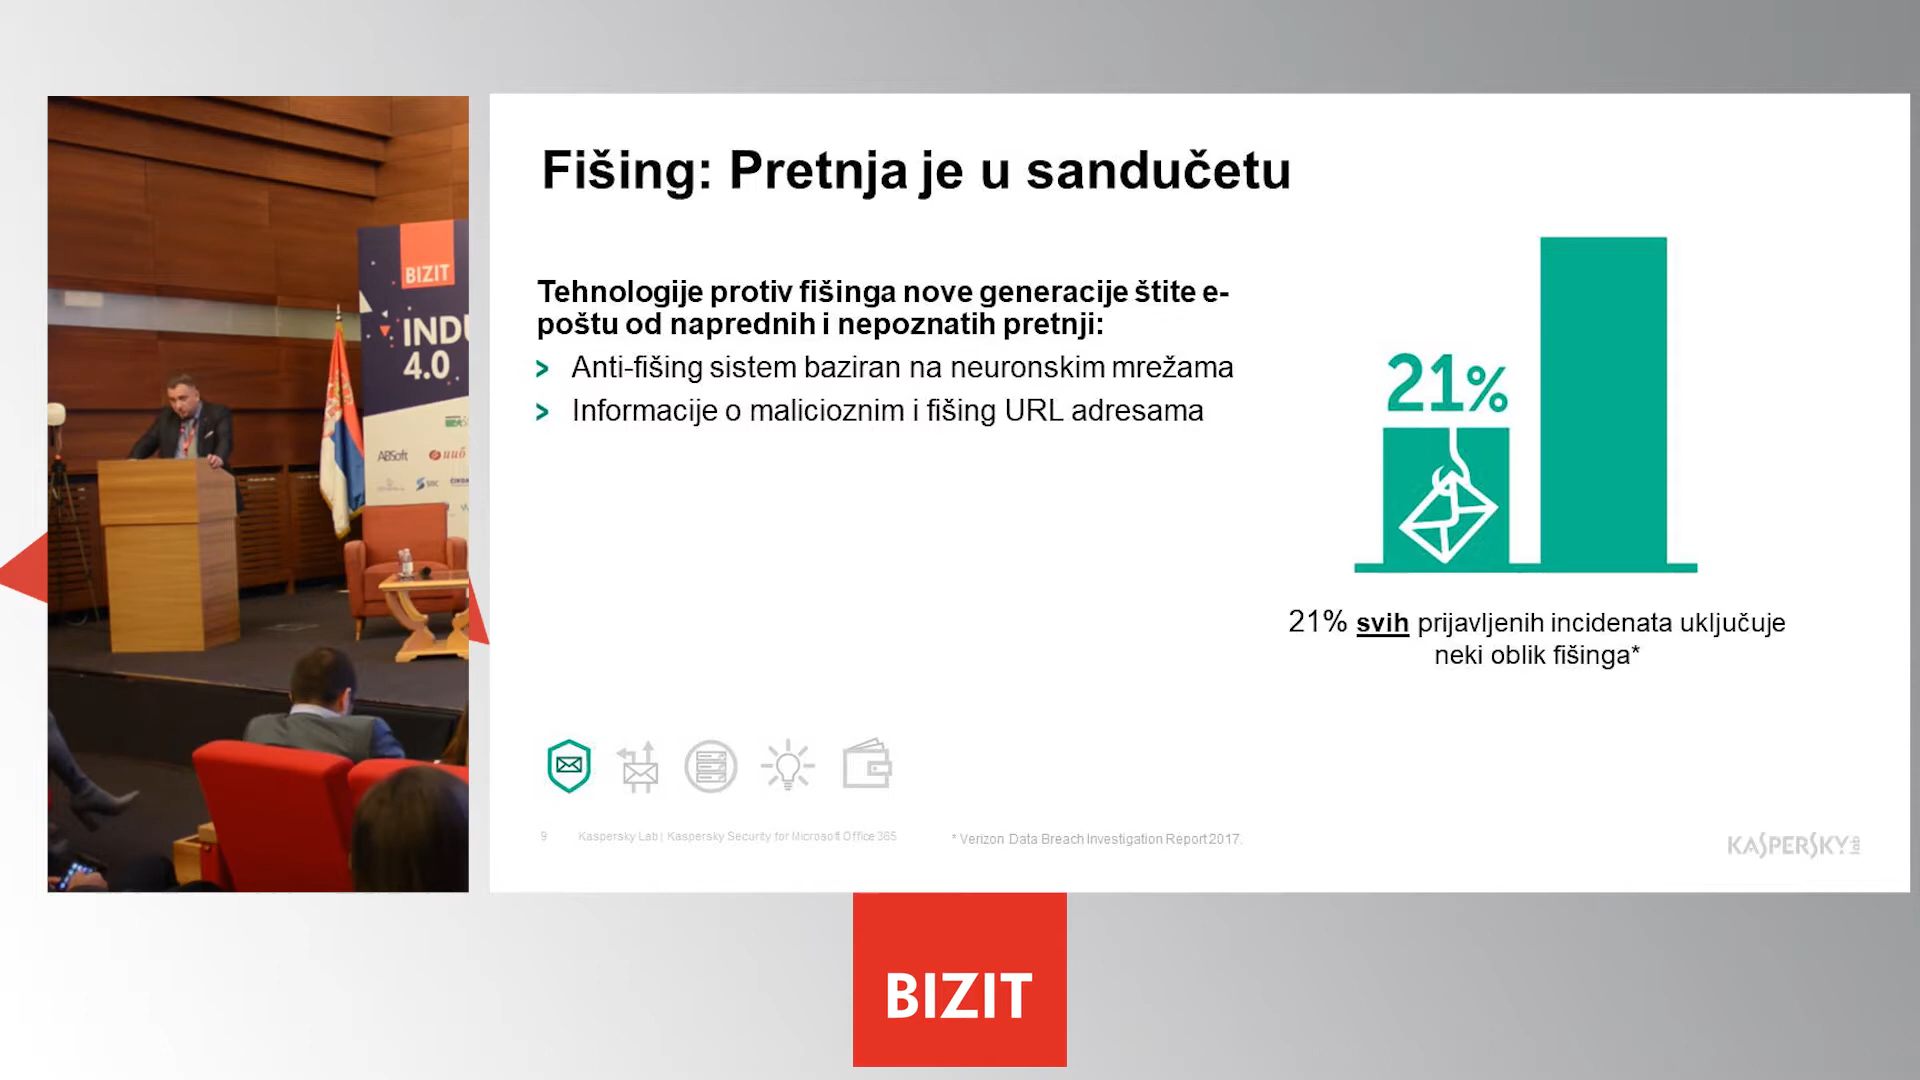 BIZIT
INDU
4.0
ABSoft
Fišing: Pretnja je u sandučetu
Tehnologije protiv fišinga nove generacije štite e-
poštu od naprednih i nepoznatih pretnji:
> Anti-fišing sistem baziran na neuronskim mrežama
> Informacije o malicioznim i fišing URL adresama
21%
21% svih prijavljenih incidenata uključuje
neki oblik fišinga*
9 Kaspersky Lab | Kaspersky Security for Microsoft Office 365
* Verizon Data Breach Investigation Report 2017.
KASPERSKY lab
BIZIT